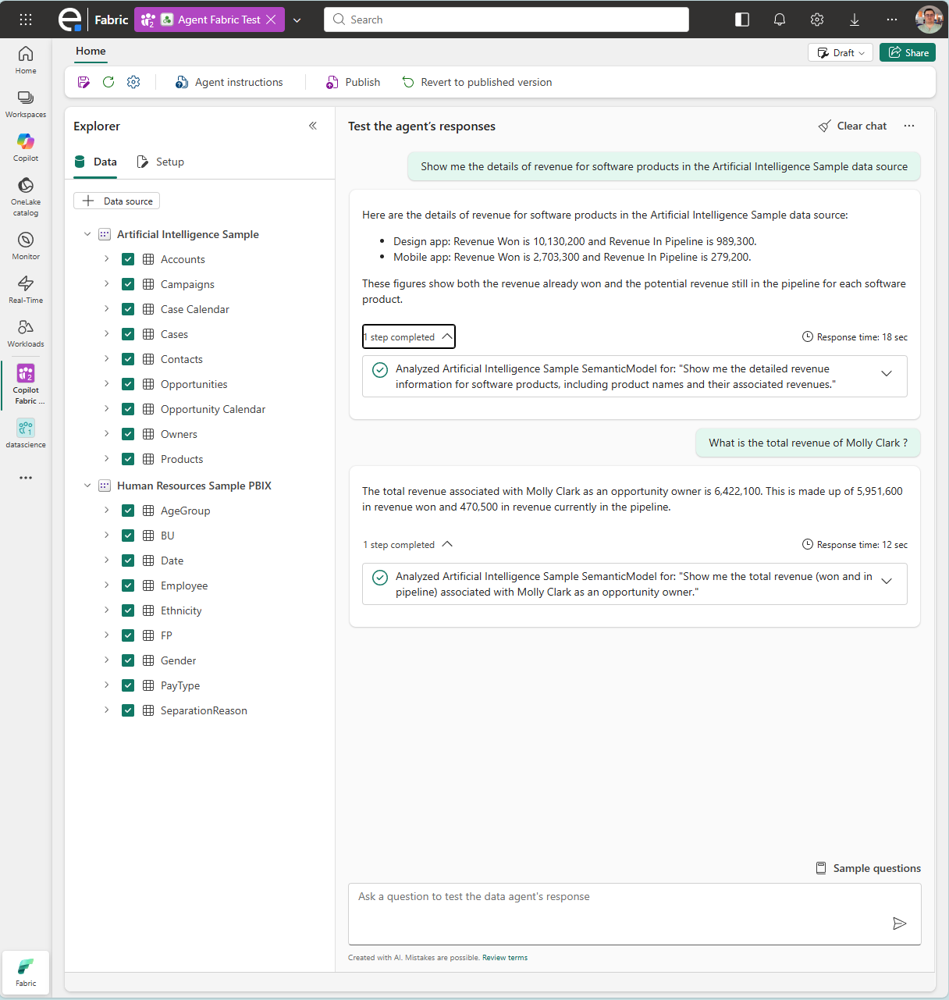 Fabric
2
Agent Fabric Test
Search
Home
Draft
Share
Agent instructions
Publish
Revert to published version
Home
Workspaces
Copilot
OneLake
catalog
Monitor
Real-Time
Workloads
2
Copilot
Fabric ...
1
datascience
Fabric
Explorer
Data
Setup
Data source
Artificial Intelligence Sample
Accounts
Campaigns
Case Calendar
Cases
Contacts
Opportunities
Opportunity Calendar
Owners
Products
Human Resources Sample PBIX
AgeGroup
BU
Date
Employee
Ethnicity
FP
Gender
PayType
SeparationReason
Test the agent’s responses
Clear chat
Show me the details of revenue for software products in the Artificial Intelligence Sample data source
Here are the details of revenue for software products in the Artificial Intelligence Sample data source:
• Design app: Revenue Won is 10,130,200 and Revenue In Pipeline is 989,300.
• Mobile app: Revenue Won is 2,703,300 and Revenue In Pipeline is 279,200.
These figures show both the revenue already won and the potential revenue still in the pipeline for each software
product.
1 step completed
Response time: 18 sec
Analyzed Artificial Intelligence Sample SemanticModel for: "Show me the detailed revenue
information for software products, including product names and their associated revenues."
What is the total revenue of Molly Clark ?
The total revenue associated with Molly Clark as an opportunity owner is 6,422,100. This is made up of 5,951,600
in revenue won and 470,500 in revenue currently in the pipeline.
1 step completed
Response time: 12 sec
Analyzed Artificial Intelligence Sample SemanticModel for: "Show me the total revenue (won and in
pipeline) associated with Molly Clark as an opportunity owner."
Sample questions
Ask a question to test the data agent's response
Created with AI. Mistakes are possible. Review terms